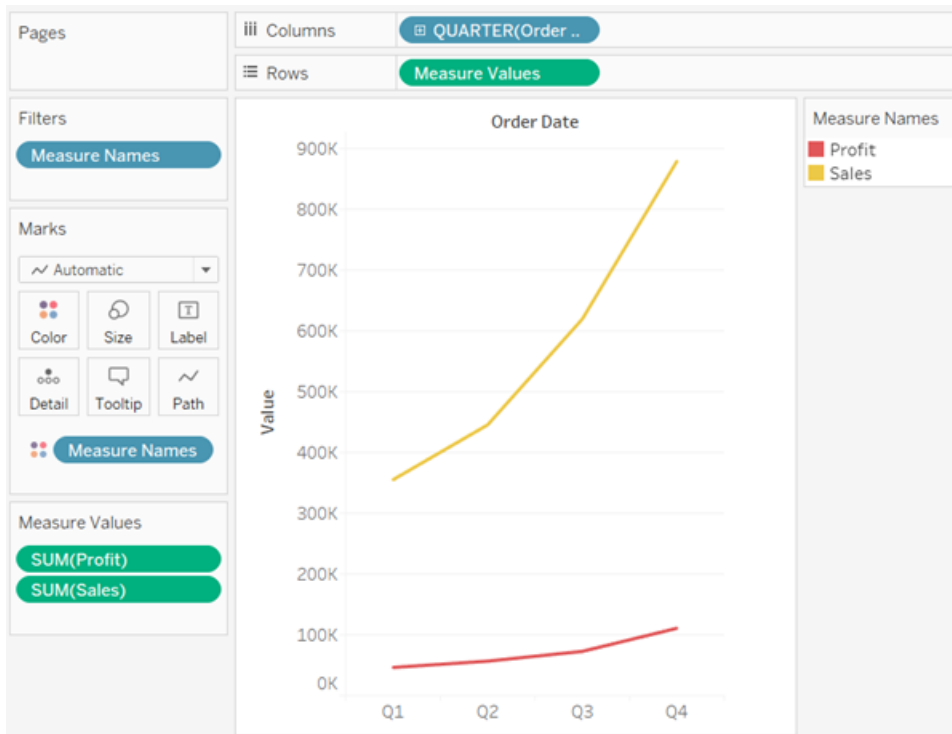 Pages
Columns
QUARTER(Order ..
Rows
Measure Values
Filters
Measure Names
Marks
Automatic
Color
Size
Label
Detail
Tooltip
Path
Measure Names
Measure Values
SUM(Profit)
SUM(Sales)
Order Date
Value
900K
800K
700K
600K
500K
400K
300K
200K
100K
0K
Q1 Q2 Q3 Q4
Measure Names
Profit
Sales